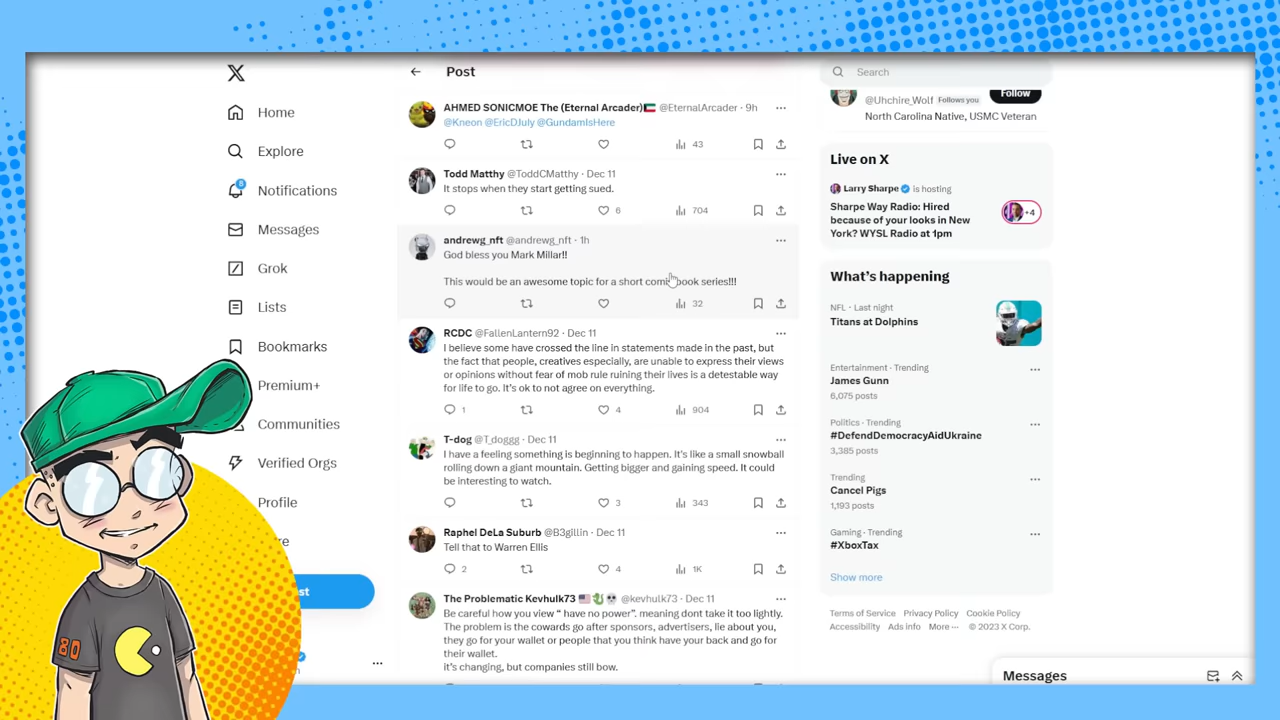 Home
Explore
8
Notifications
Messages
Grok
Lists
Bookmarks
Premium+
Communities
Verified Orgs
Profile
80
Post
AHMED SONICMOE The (Eternal Arcader)🇰🇼 @EternalArcader · 9h
@Kneon @EricDJuly @GundamIsHere
43
Todd Matthy @ToddCMatthy · Dec 11
It stops when they start getting sued.
6 704
andrewg_nft @andrewg_nft · 1h
God bless you Mark Millar!!
This would be an awesome topic for a short comic book series!!!
32
RCDC @FallenLantern92 · Dec 11
I believe some have crossed the line in statements made in the past, but
the fact that people, creatives especially, are unable to express their views
or opinions without fear of mob rule ruining their lives is a detestable way
for life to go. It's ok to not agree on everything.
1 4 904
T-dog @T_doggg · Dec 11
I have a feeling something is beginning to happen. It's like a small snowball
rolling down a giant mountain. Getting bigger and gaining speed. It could
be interesting to watch.
3 343
Raphel DeLa Suburb @B3gillin · Dec 11
Tell that to Warren Ellis
2 4 1K
The Problematic Kevhulk73 🇺🇸🐉💀 @kevhulk73 · Dec 11
Be careful how you view " have no power". meaning dont take it too lightly.
The problem is the cowards go after sponsors, advertisers, lie about you,
they go for your wallet or people that you think have your back and go for
their wallet.
it's changing, but companies still bow.
Search
@Uhchire_Wolf Follows you
Follow
North Carolina Native, USMC Veteran
Live on X
Larry Sharpe is hosting
Sharpe Way Radio: Hired
because of your looks in New
York? WYSL Radio at 1pm
+4
What's happening
NFL · Last night
Titans at Dolphins
Entertainment · Trending
James Gunn
6,075 posts
Politics · Trending
#DefendDemocracyAidUkraine
3,385 posts
Trending
Cancel Pigs
1,193 posts
Gaming · Trending
#XboxTax
Show more
Terms of Service Privacy Policy Cookie Policy
Accessibility Ads info More ··· © 2023 X Corp.
Messages